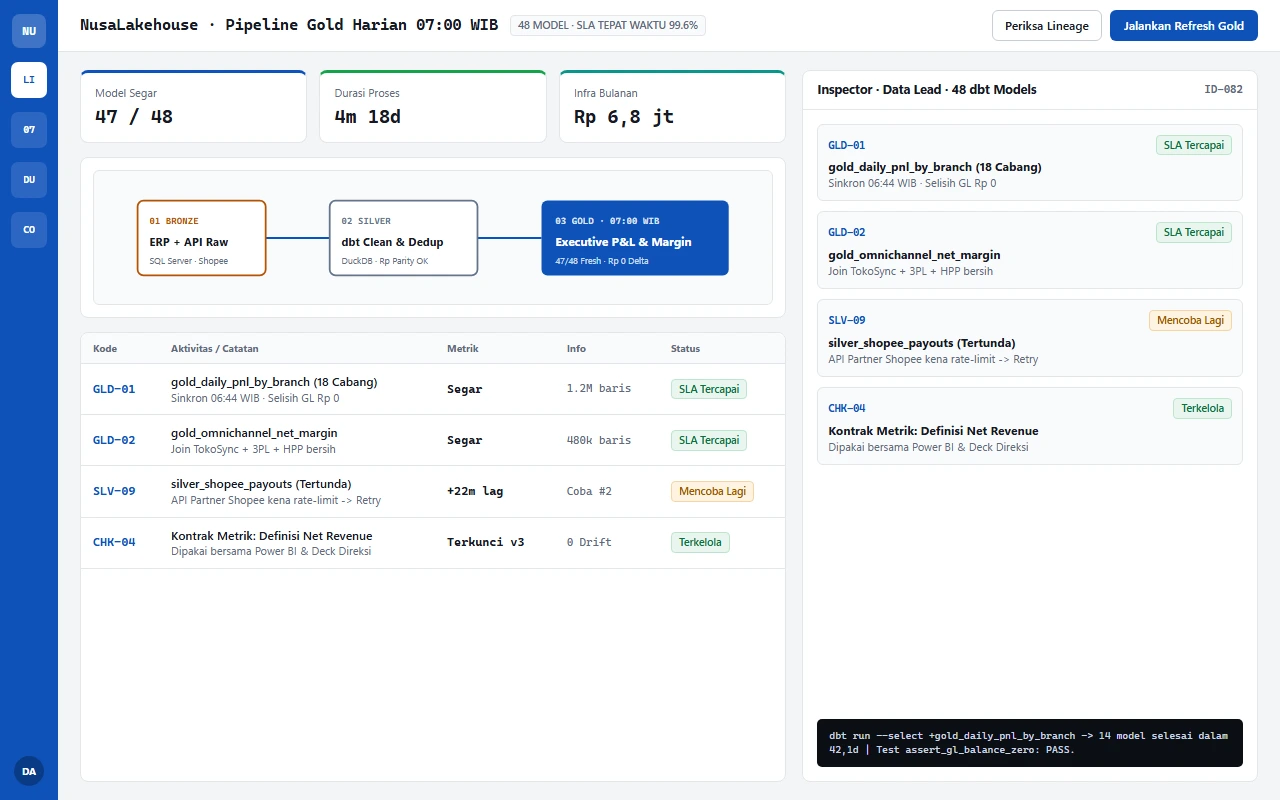 NU
LI
07
DU
CO
DA
NusaLakehouse · Pipeline Gold Harian 07:00 WIB
48 MODEL · SLA TEPAT WAKTU 99.6%
Periksa Lineage
Jalankan Refresh Gold
Model Segar
47 / 48
Durasi Proses
4m 18d
Infra Bulanan
Rp 6,8 jt
01 BRONZE
ERP + API Raw
SQL Server · Shopee
02 SILVER
dbt Clean & Dedup
DuckDB · Rp Parity OK
03 GOLD · 07:00 WIB
Executive P&L & Margin
47/48 Fresh · Rp 0 Delta
Kode Aktivitas / Catatan Metrik Info Status
GLD-01 gold_daily_pnl_by_branch (18 Cabang) Segar 1.2M baris SLA Tercapai
Sinkron 06:44 WIB · Selisih GL Rp 0
GLD-02 gold_omnichannel_net_margin Segar 480k baris SLA Tercapai
Join TokoSync + 3PL + HPP bersih
SLV-09 silver_shopee_payouts (Tertunda) +22m lag Coba #2 Mencoba Lagi
API Partner Shopee kena rate-limit -> Retry
CHK-04 Kontrak Metrik: Definisi Net Revenue Terkunci v3 0 Drift Terkelola
Dipakai bersama Power BI & Deck Direksi
Inspector · Data Lead · 48 dbt Models
ID-082
GLD-01 SLA Tercapai
gold_daily_pnl_by_branch (18 Cabang)
Sinkron 06:44 WIB · Selisih GL Rp 0
GLD-02 SLA Tercapai
gold_omnichannel_net_margin
Join TokoSync + 3PL + HPP bersih
SLV-09 Mencoba Lagi
silver_shopee_payouts (Tertunda)
API Partner Shopee kena rate-limit -> Retry
CHK-04 Terkelola
Kontrak Metrik: Definisi Net Revenue
Dipakai bersama Power BI & Deck Direksi
dbt run --select +gold_daily_pnl_by_branch -> 14 model selesai dalam
42,1d | Test assert_gl_balance_zero: PASS.